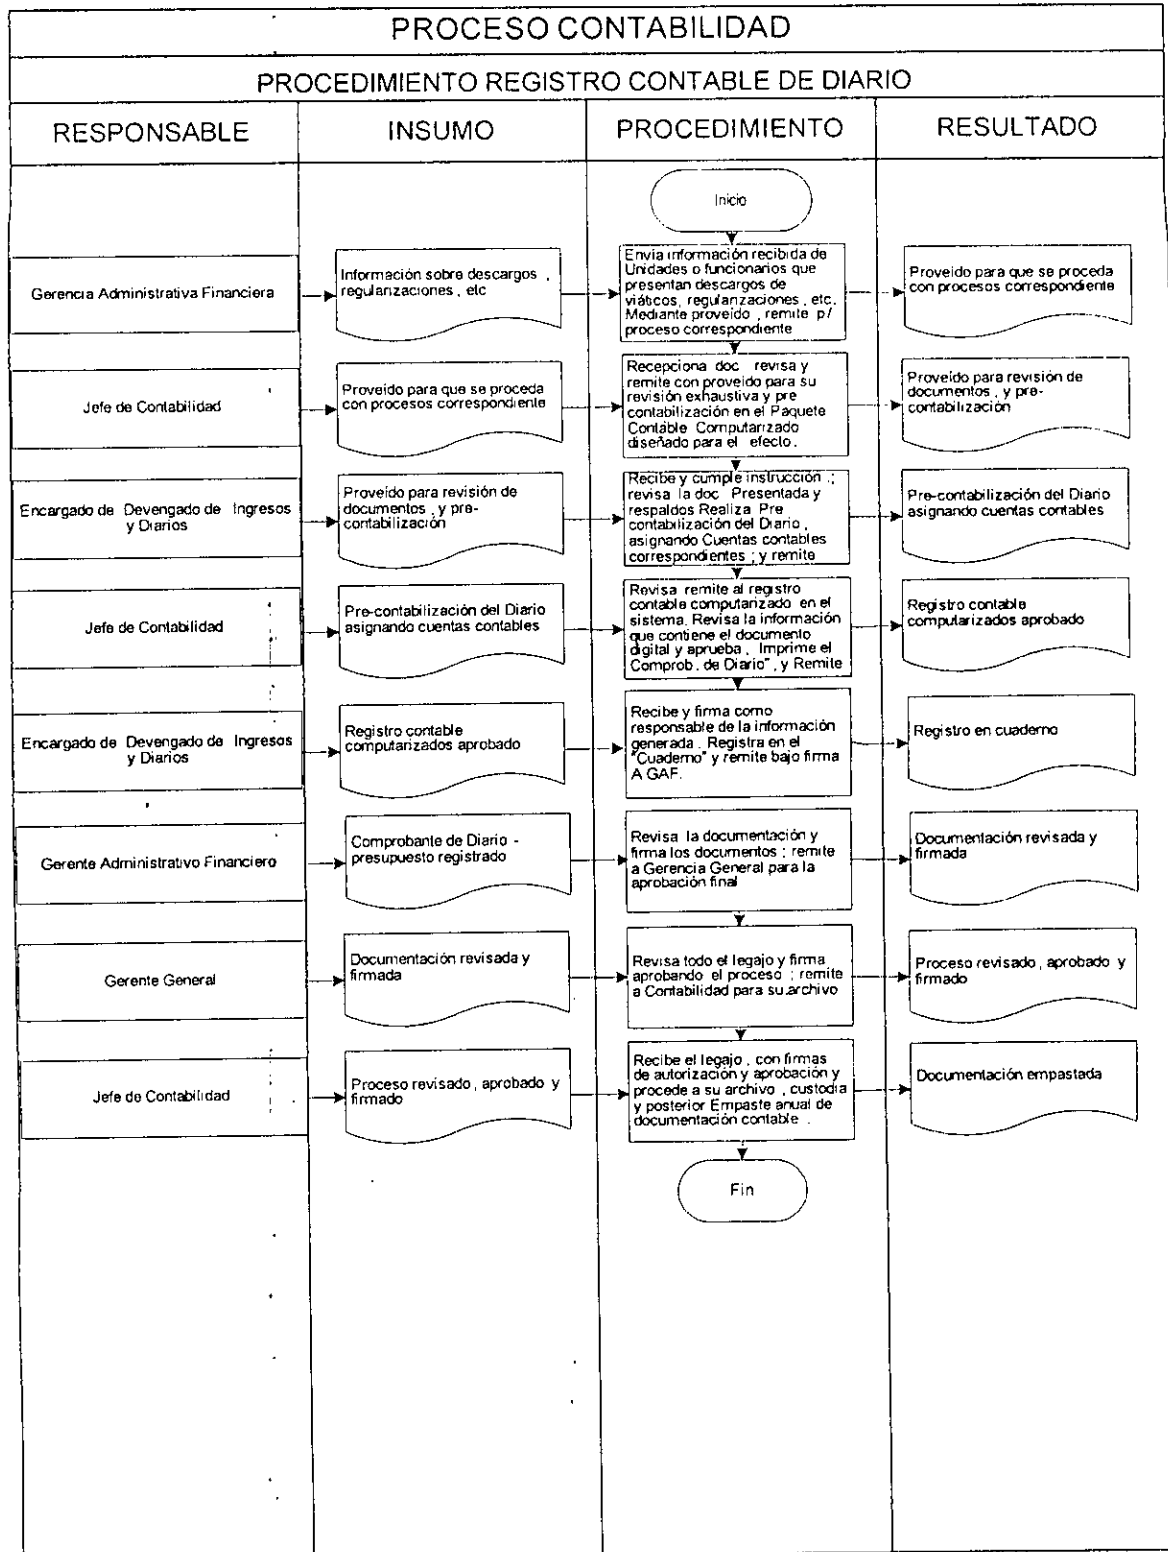 PROCESO CONTABILIDAD
PROCEDIMIENTO REGISTRO CONTABLE DE DIARIO
RESPONSABLE
INSUMO
PROCEDIMIENTO
RESULTADO
Inicio
Gerencia Administrativa Financiera
Información sobre descargos ,
regularizaciones , etc
Envia información recibida de
Unidades o funcionarios que
presentan descargos de
viáticos, regularizaciones , etc.
Mediante proveido , remite p/
proceso correspondiente
Proveido para que se proceda
con procesos correspondiente
Jefe de Contabilidad
Proveido para que se proceda
con procesos correspondiente
Recepciona doc revisa y
remite con proveido para su
revisión exhaustiva y pre
contabilización en el Paquete
Contable Computarizado
diseñado para el efecto .
Proveido para revisión de
documentos , y pre-
contabilización
Encargado de Devengado de Ingresos
y Diarios
Proveido para revisión de
documentos , y pre-
contabilización
Recibe y cumple instrucción .;
revisa la doc Presentada y
respaldos Realiza Pre
contabilización del Diario ,
asignando Cuentas contables
correspondientes ; y remite
Pre-contabilización del Diario
asignando cuentas contables
Jefe de Contabilidad
Pre-contabilización del Diario
asignando cuentas contables
Revisa remite al registro
contable computarizado en el
sistema. Revisa la información
que contiene el documento
digital y aprueba . Imprime el
Comprob. de Diario" , y Remite
Registro contable
computarizados aprobado
Encargado de Devengado de Ingresos
y Diarios
Registro contable
computarizados aprobado
Recibe y firma como
responsable de la información
generada . Registra en el
"Cuaderno" y remite bajo firma
A GAF.
Registro en cuaderno
Gerente Administrativo Financiero
Comprobante de Diario -
presupuesto registrado
Revisa la documentación y
firma los documentos ; remite
a Gerencia General para la
aprobación final
Documentación revisada y
firmada
Gerente General
Documentación revisada y
firmada
Revisa todo el legajo y firma
aprobando el proceso ; remite
a Contabilidad para su archivo
Proceso revisado , aprobado y
firmado
Jefe de Contabilidad
Proceso revisado , aprobado y
firmado
Recibe el legajo , con firmas
de autorización y aprobación y
procede a su archivo , custodia
y posterior Empaste anual de
documentación contable .
Documentación empastada
Fin